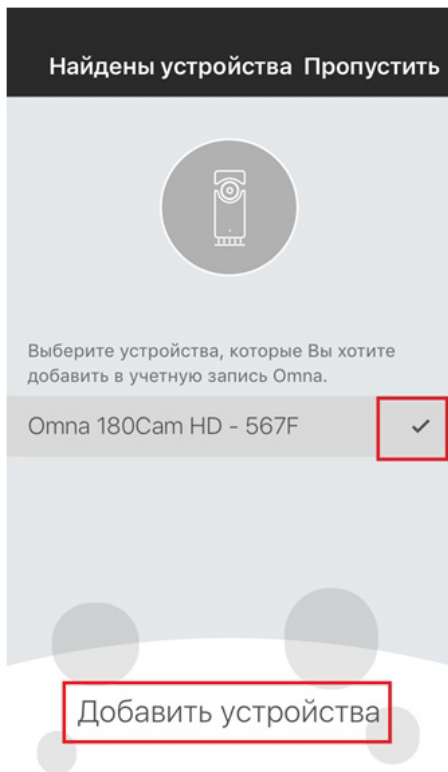 Найдены устройства Пропустить
Выберите устройства, которые Вы хотите
добавить в учетную запись Omna.
Omna 180Cam HD - 567F
Добавить устройства